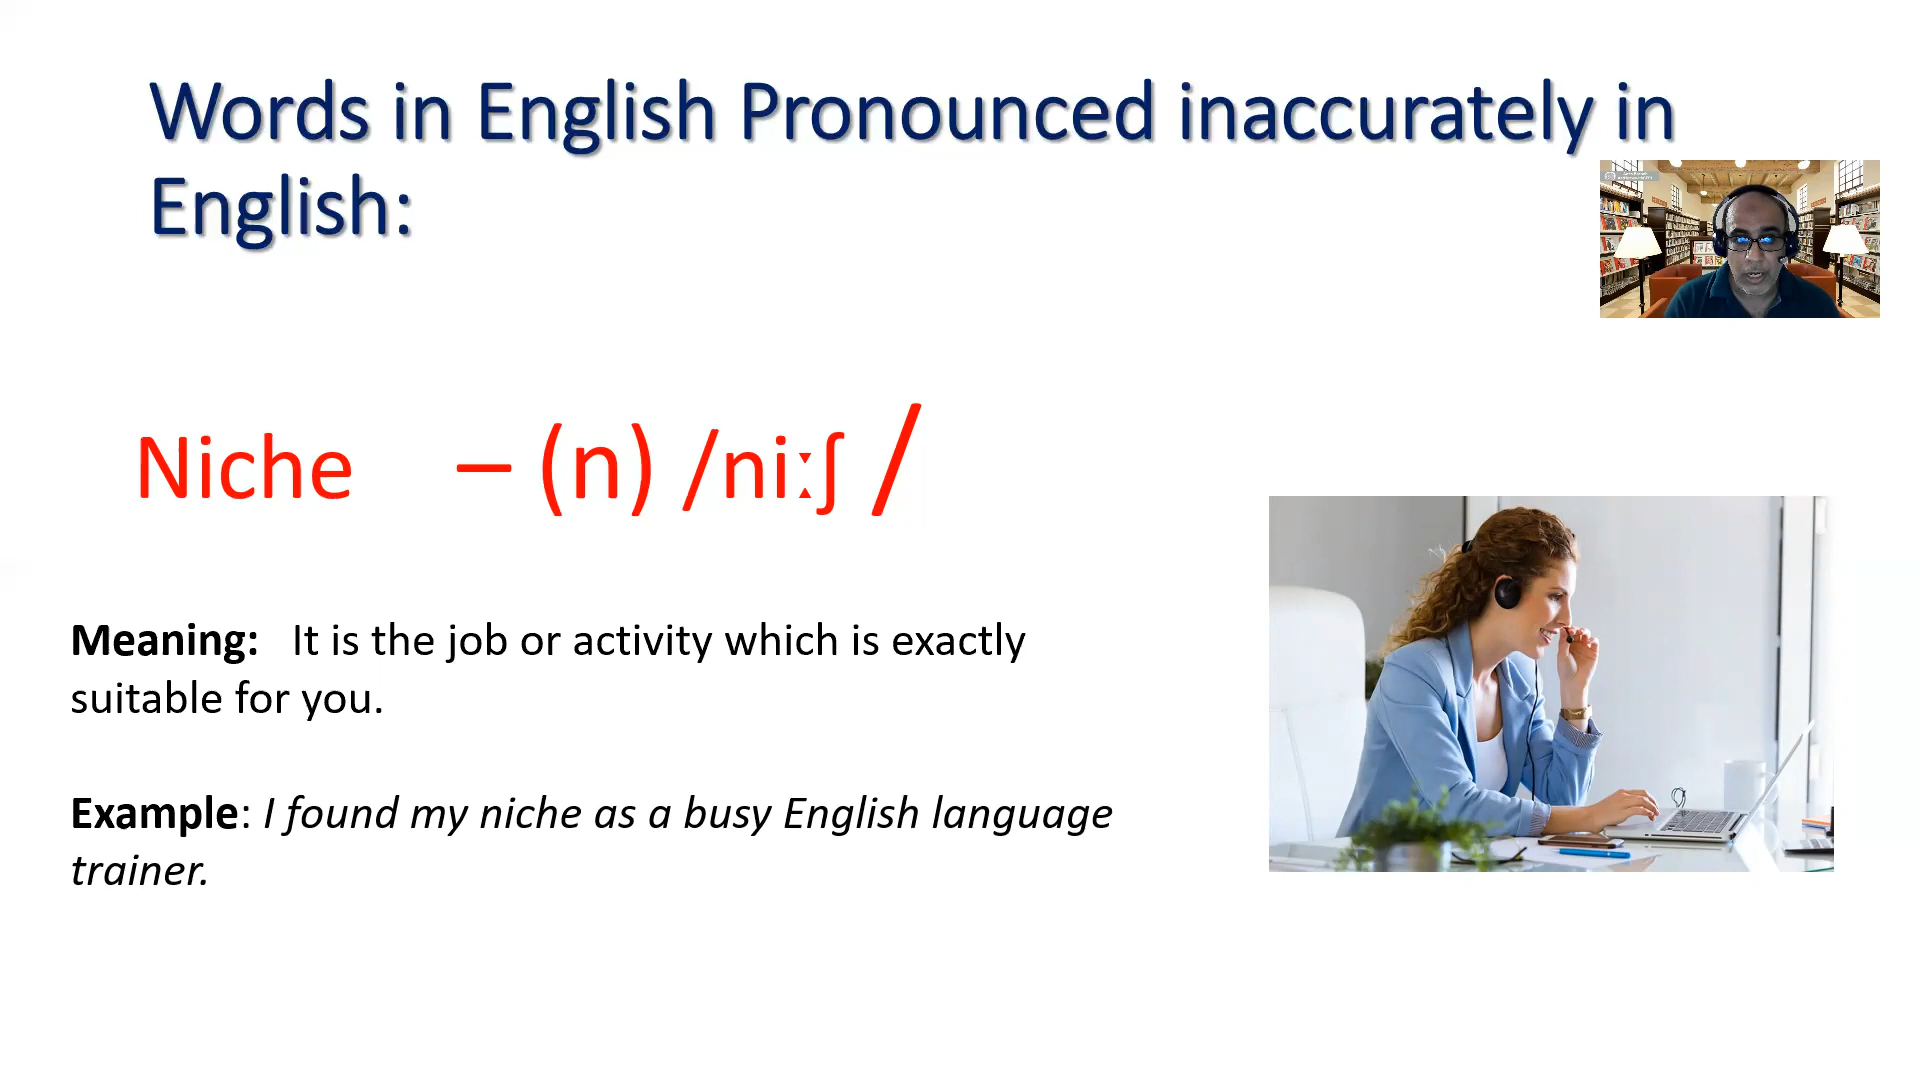 Words in English Pronounced inaccurately in
English:
Niche – (n) /niːʃ /
Meaning: It is the job or activity which is exactly
suitable for you.
Example: I found my niche as a busy English language
trainer.